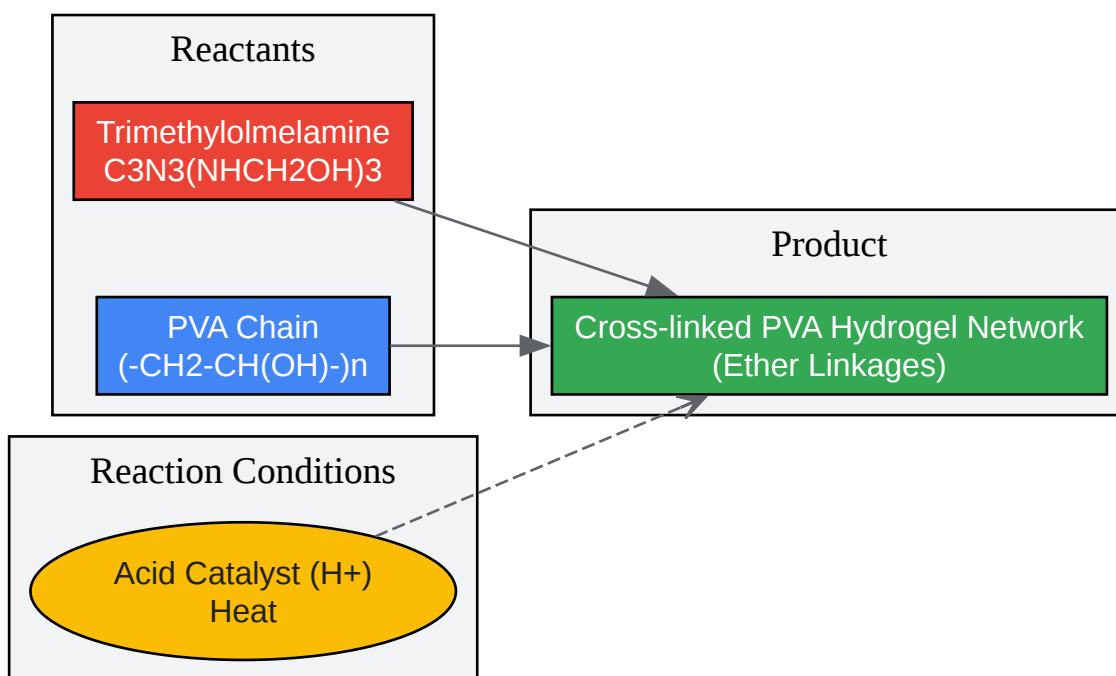 Reactants
Trimethylolmelamine
C3N3(NHCH2OH)3
PVA Chain
(-CH2-CH(OH)-)n
Product
Cross-linked PVA Hydrogel Network
(Ether Linkages)
Reaction Conditions
Acid Catalyst (H+)
Heat